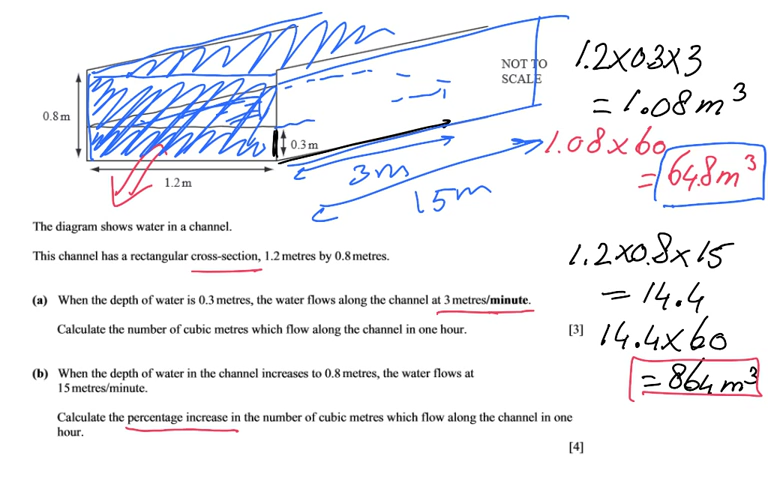 NOT TO
SCALE
0.8 m
0.3 m
1.2 m
3m
15m
1.2X0.3X3
= 1.08m³
1.08 x 60
= 64.8m³
The diagram shows water in a channel.
This channel has a rectangular cross-section, 1.2 metres by 0.8 metres.
(a) When the depth of water is 0.3 metres, the water flows along the channel at 3 metres/minute.
Calculate the number of cubic metres which flow along the channel in one hour. [3]
(b) When the depth of water in the channel increases to 0.8 metres, the water flows at
15 metres/minute.
Calculate the percentage increase in the number of cubic metres which flow along the channel in one
hour.
[4]
1.2X0.8X15
= 14.4
14.4X60
= 864m³